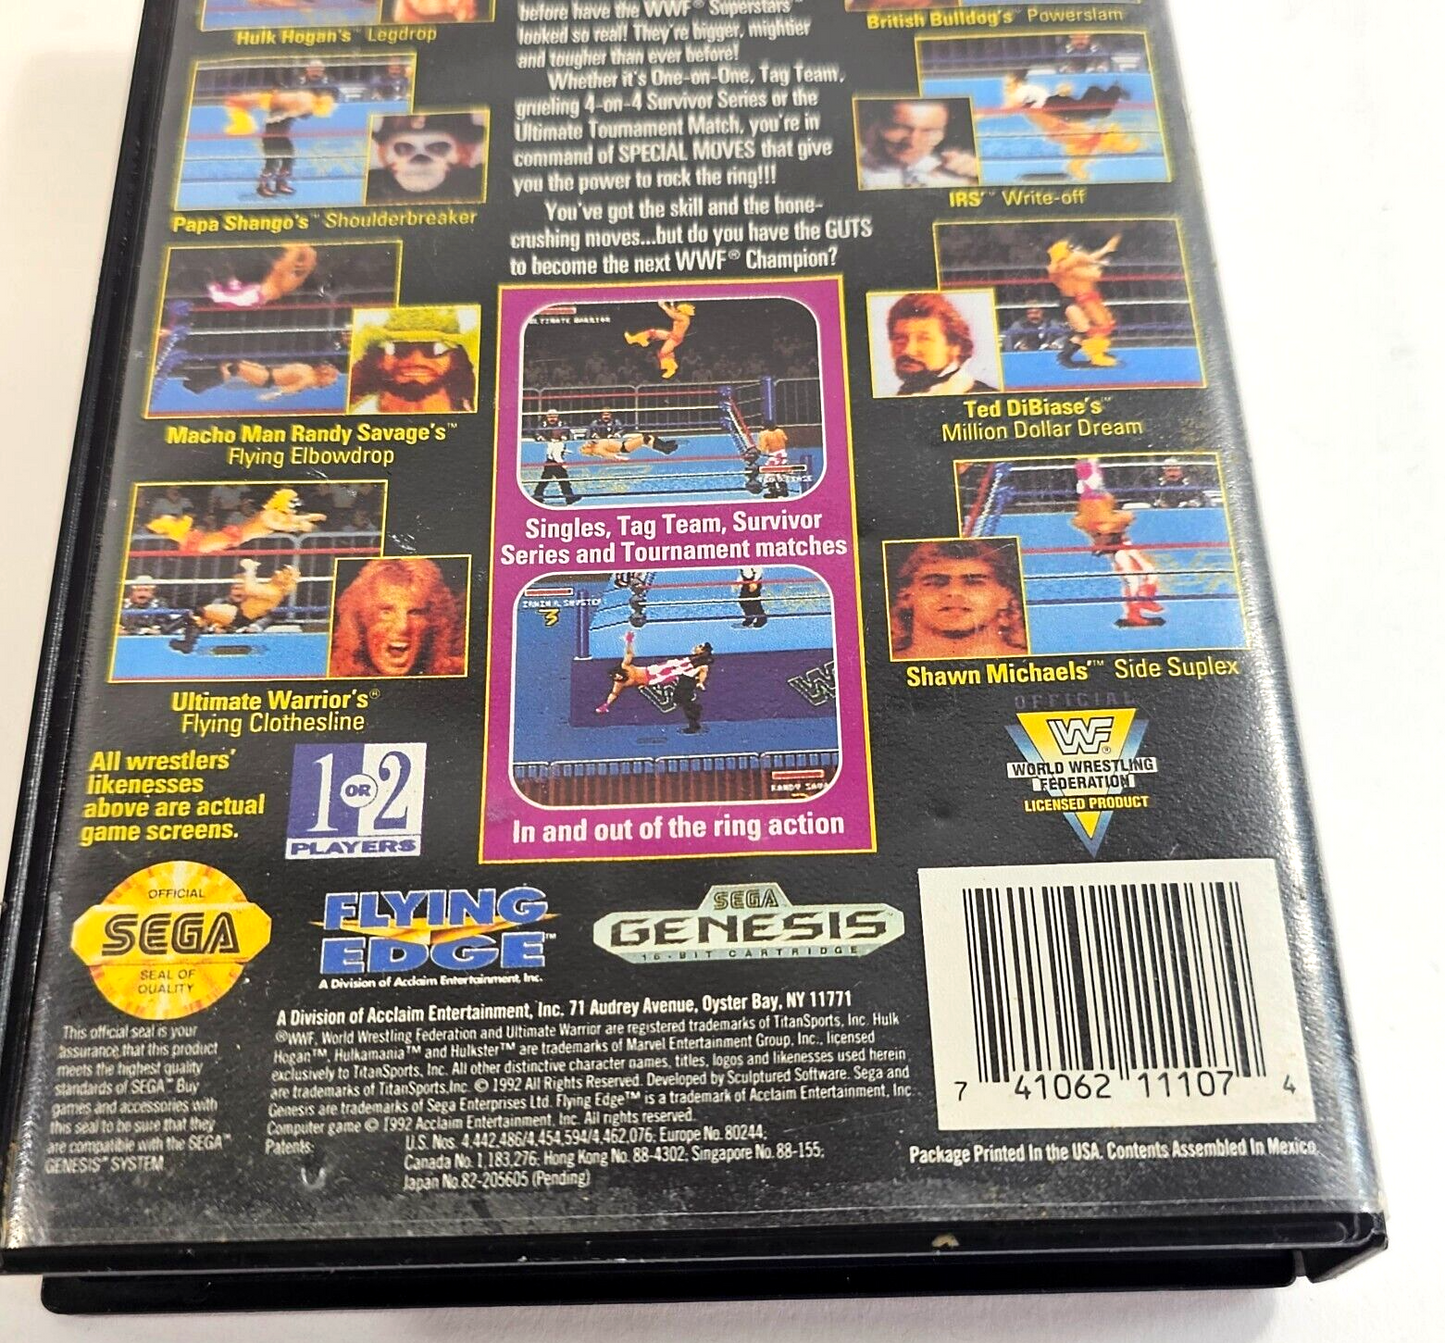 Hulk Hogan's™ Legdrop
before have the WWF® Superstars™
looked so real! They're bigger, mightier
and tougher than ever before!
Whether it's One-on-One, Tag Team,
grueling 4-on-4 Survivor Series or the
Ultimate Tournament Match, you're in
command of SPECIAL MOVES that give
you the power to rock the ring!!!
You've got the skill and the bone-
crushing moves...but do you have the GUTS
to become the next WWF® Champion?
British Bulldog's™ Powerslam
Papa Shango's™ Shoulderbreaker
IRS'™ Write-off
Macho Man Randy Savage's™
Flying Elbowdrop
Ted DiBiase's™
Million Dollar Dream
ULTIMATE WARRIOR
Singles, Tag Team, Survivor
Series and Tournament matches
IRWIN R. SHYSTER
3
In and out of the ring action
Ultimate Warrior's®
Flying Clothesline
Shawn Michaels'™ Side Suplex
All wrestlers'
likenesses
above are actual
game screens.
1 OR 2
PLAYERS
OFFICIAL
WF®
WORLD WRESTLING
FEDERATION
LICENSED PRODUCT
OFFICIAL
SEGA
SEAL OF
QUALITY
FLYING
EDGE™
A Division of Acclaim Entertainment, Inc.
SEGA
GENESIS
16-BIT CARTRIDGE
This official seal is your
assurance that this product
meets the highest quality
standards of SEGA™ Buy
games and accessories with
this seal to be sure that they
are compatible with the SEGA™
GENESIS™ SYSTEM.
A Division of Acclaim Entertainment, Inc. 71 Audrey Avenue, Oyster Bay, NY 11771
®WWF, World Wrestling Federation and Ultimate Warrior are registered trademarks of TitanSports, Inc. Hulk
Hogan™, Hulkamania™ and Hulkster™ are trademarks of Marvel Entertainment Group, Inc., licensed
exclusively to TitanSports, Inc. All other distinctive character names, titles, logos and likenesses used herein
are trademarks of TitanSports,Inc. © 1992 All Rights Reserved. Developed by Sculptured Software. Sega and
Genesis are trademarks of Sega Enterprises Ltd. Flying Edge™ is a trademark of Acclaim Entertainment, Inc.
Computer game © 1992 Acclaim Entertainment, Inc. All rights reserved.
Patents: U.S. Nos. 4,442,486/4,454,594/4,462,076; Europe No. 80244;
Canada No. 1,183,276; Hong Kong No. 88-4302; Singapore No. 88-155;
Japan No.82-205605 (Pending)
7 41062 11107 4
Package Printed In the USA. Contents Assembled In Mexico.